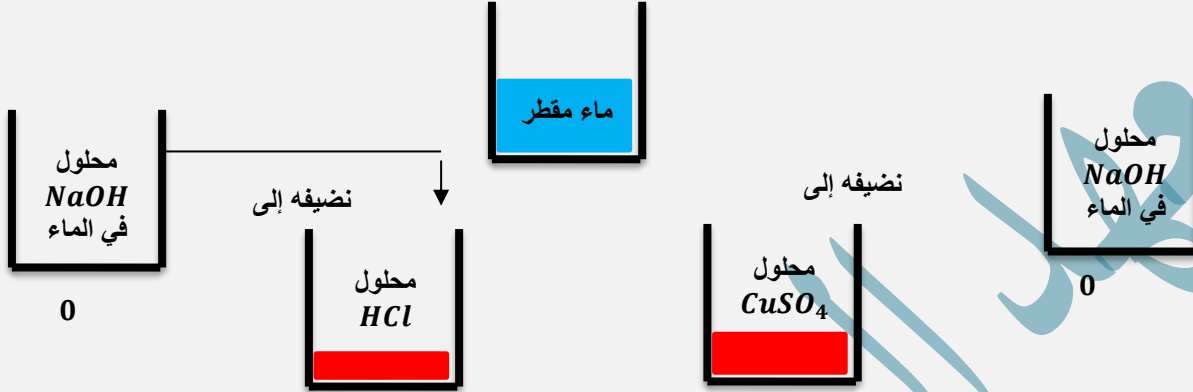 ماء مقطر
محلول
NaOH
في الماء
نضيفه إلى
محلول
CuSO₄
0
محلول
NaOH
في الماء
نضيفه إلى
محلول
HCl
0